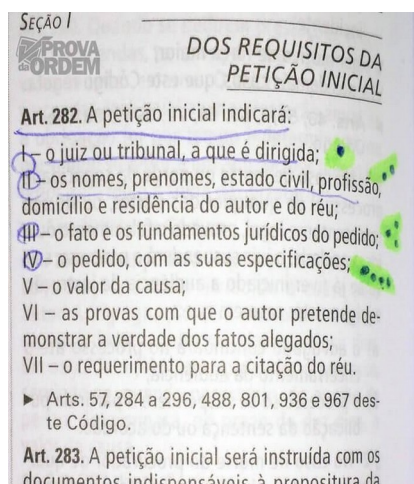 SEÇÃO I
PROVA
DA ORDEM
DOS REQUISITOS DA
PETIÇÃO INICIAL
Art. 282. A petição inicial indicará:
I – o juiz ou tribunal, a que é dirigida;
II – os nomes, prenomes, estado civil, profissão,
domicílio e residência do autor e do réu;
III – o fato e os fundamentos jurídicos do pedido;
IV – o pedido, com as suas especificações;
V – o valor da causa;
VI – as provas com que o autor pretende de-
monstrar a verdade dos fatos alegados;
VII – o requerimento para a citação do réu.
► Arts. 57, 284 a 296, 488, 801, 936 e 967 des-
te Código.
Art. 283. A petição inicial será instruída com os
documentos indispensáveis à propositura da